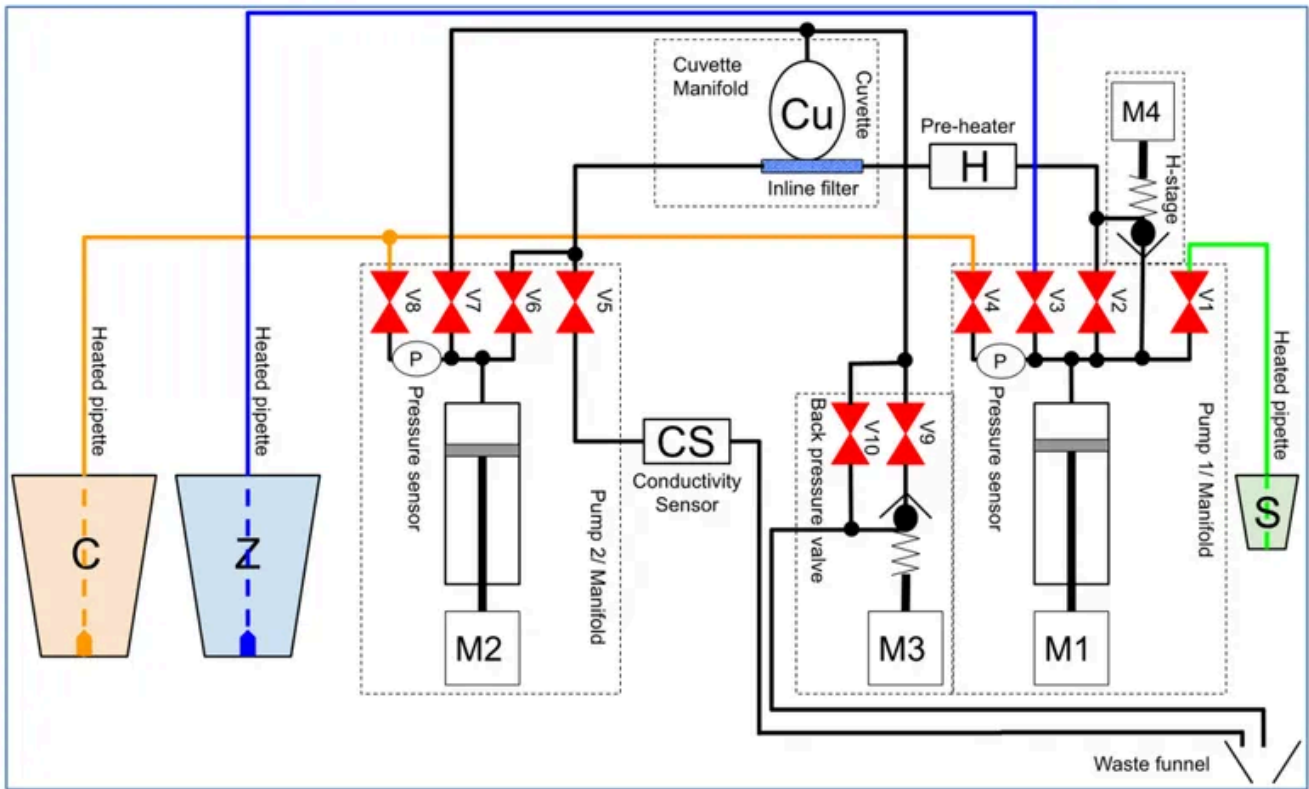 Cuvette
Manifold
Cu
Cuvette
Inline filter
Pre-heater
H
M4
H-stage
V8
V7
V6
V5
V4
V3
V2
V1
P
Pressure sensor
Pump 2/ Manifold
M2
P
Pressure sensor
Pump 1/ Manifold
M1
Heated pipette
Heated pipette
Heated pipette
C
Z
S
CS
Conductivity
Sensor
V10
V9
Back pressure valve
M3
Waste funnel